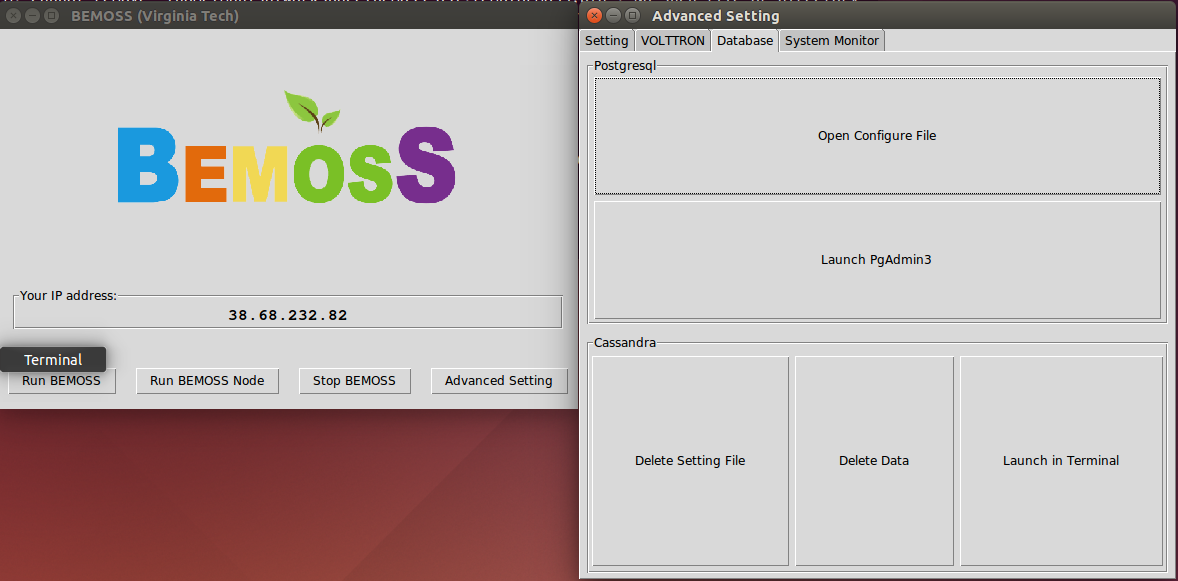 BEMOSS (Virginia Tech)
BEMOSS
Your IP address:
38.68.232.82
Terminal
Run BEMOSS
Run BEMOSS Node
Stop BEMOSS
Advanced Setting
Advanced Setting
Setting
VOLTTRON
Database
System Monitor
Postgresql
Open Configure File
Launch PgAdmin3
Cassandra
Delete Setting File
Delete Data
Launch in Terminal